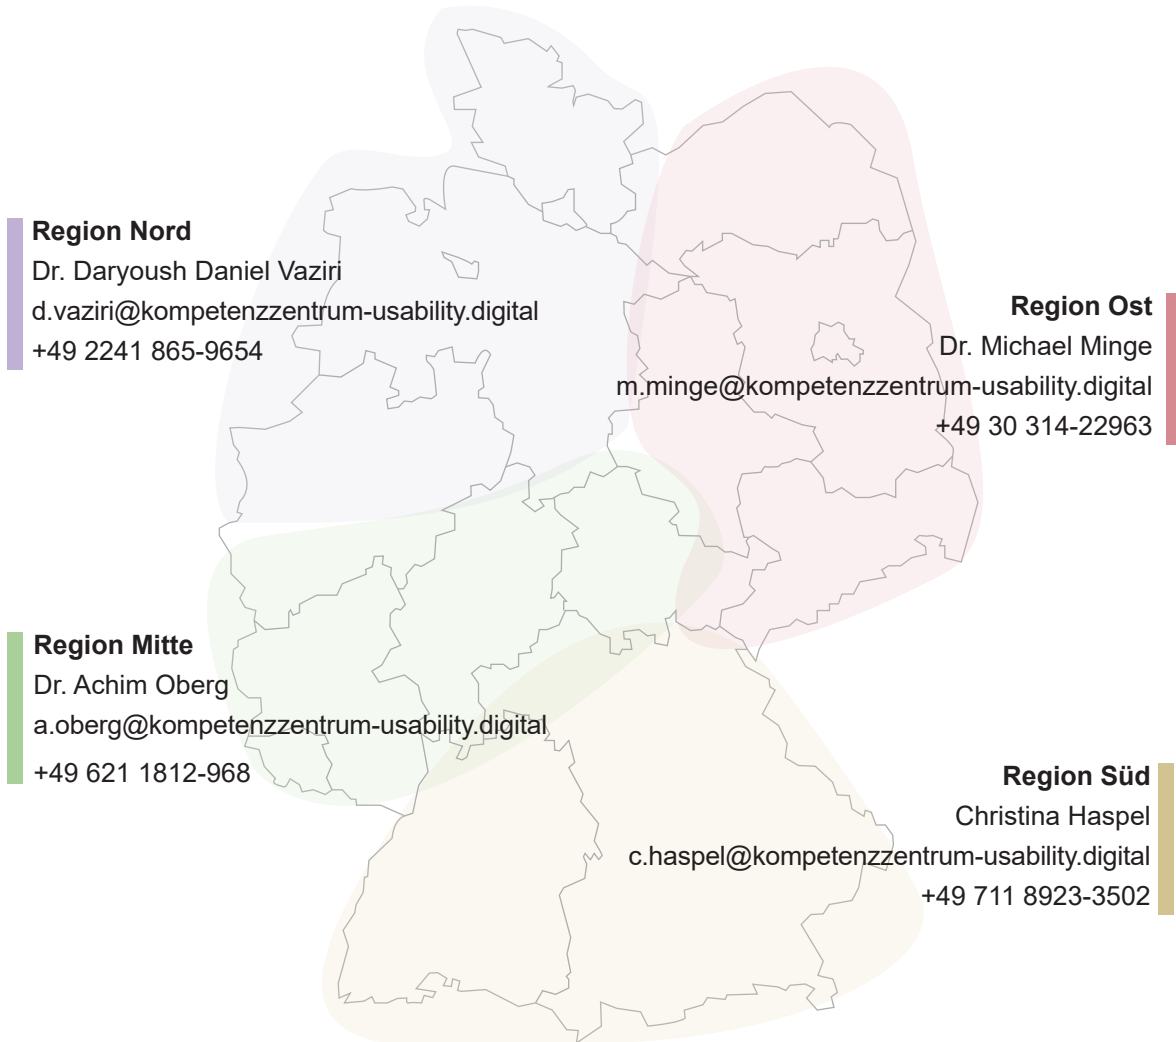 Region Nord
Dr. Daryoush Daniel Vaziri
d.vaziri@kompetenzzentrum-usability.digital
+49 2241 865-9654
Region Ost
Dr. Michael Minge
m.minge@kompetenzzentrum-usability.digital
+49 30 314-22963
Region Mitte
Dr. Achim Oberg
a.oberg@kompetenzzentrum-usability.digital
+49 621 1812-968
Region Süd
Christina Haspel
c.haspel@kompetenzzentrum-usability.digital
+49 711 8923-3502